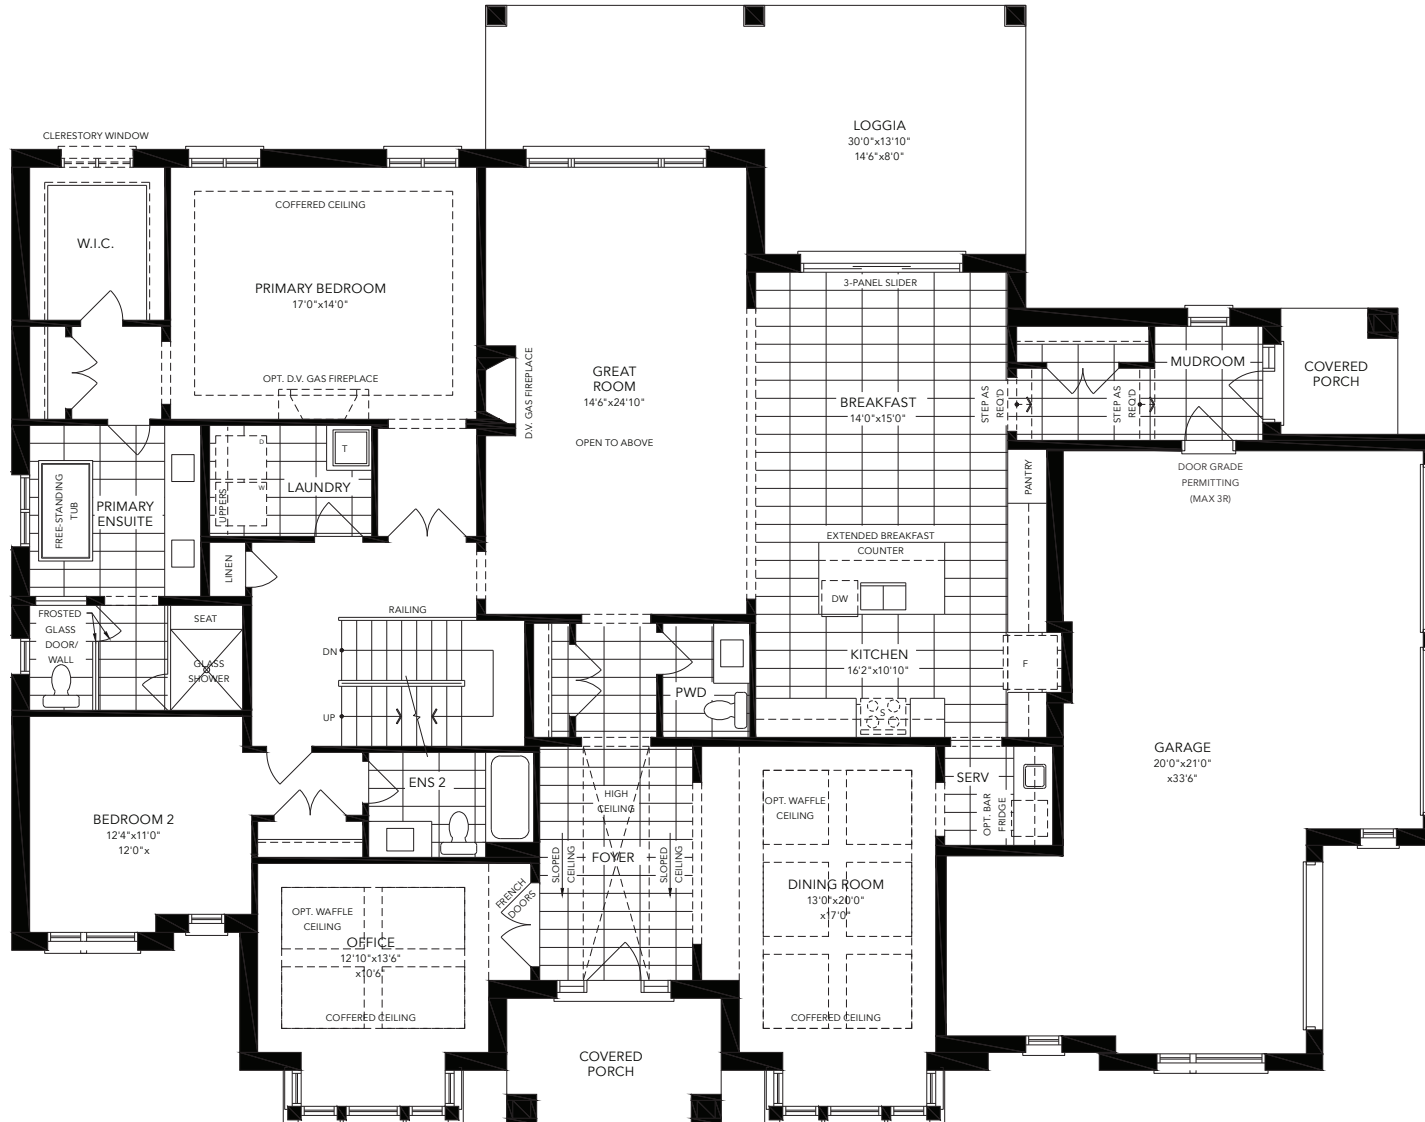 LOGGIA
30'0"x13'10"
14'6"x8'0"
CLERESTORY WINDOW
W.I.C.
COFFERED CEILING
PRIMARY BEDROOM
17'0"x14'0"
OPT. D.V. GAS FIREPLACE
D.V. GAS FIREPLACE
GREAT
ROOM
14'6"x24'10"
OPEN TO ABOVE
3-PANEL SLIDER
BREAKFAST
14'0"x15'0"
STEP AS
REQ'D
STEP AS
REQ'D
MUDROOM
COVERED
PORCH
DOOR GRADE
PERMITTING
(MAX 3R)
PANTRY
FREE-STANDING
TUB
PRIMARY
ENSUITE
UPPERS
D
W
T
LAUNDRY
LINEN
EXTENDED BREAKFAST
COUNTER
DW
KITCHEN
16'2"x10'10"
F
S
FROSTED
GLASS
DOOR/
WALL
SEAT
GLASS
SHOWER
RAILING
DN
UP
PWD
GARAGE
20'0"x21'0"
x33'6"
SERV
OPT. BAR
FRIDGE
BEDROOM 2
12'4"x11'0"
12'0"x
ENS 2
HIGH
CEILING
SLOPED
CEILING
FOYER
SLOPED
CEILING
OPT. WAFFLE
CEILING
DINING ROOM
13'0"x20'0"
x17'0"
COFFERED CEILING
FRENCH
DOORS
OPT. WAFFLE
CEILING
OFFICE
12'10"x13'6"
x10'6"
COFFERED CEILING
COVERED
PORCH